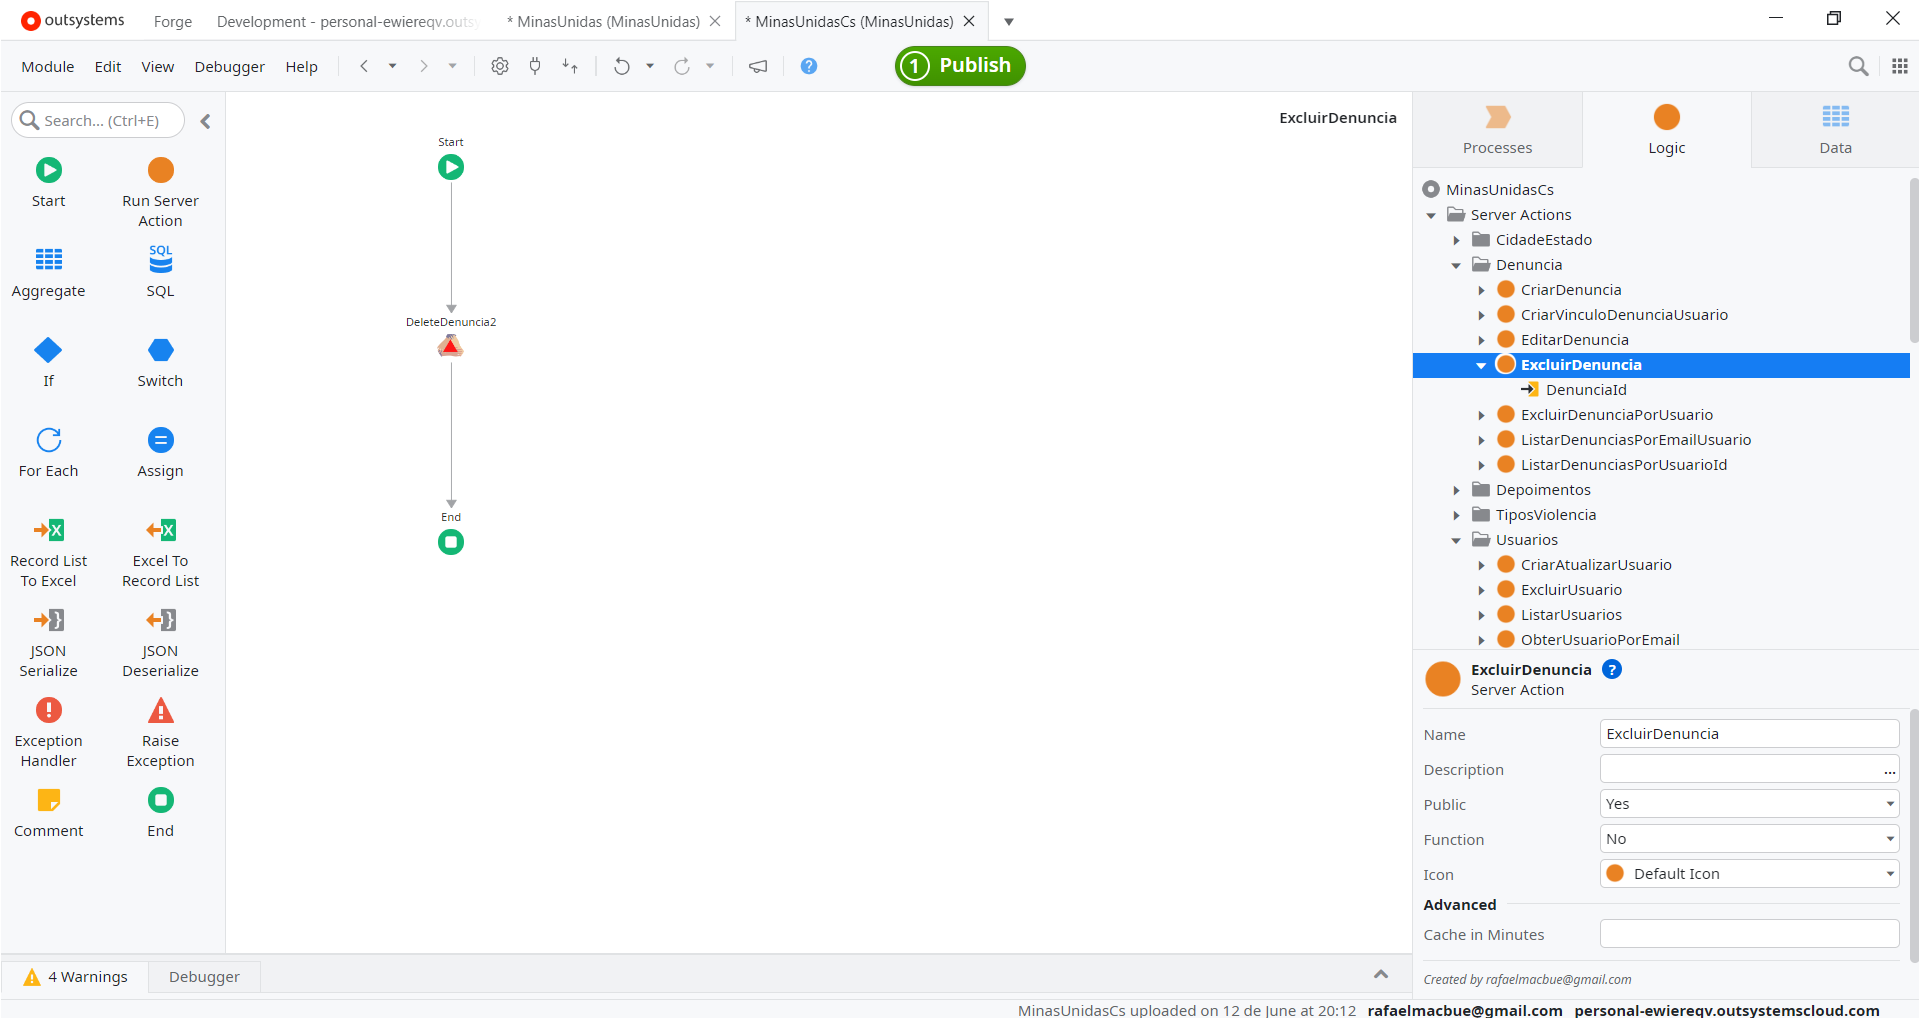 outsystems
Forge
Development - personal-ewiereqv.outsy
* MinasUnidas (MinasUnidas)
* MinasUnidasCs (MinasUnidas)
Module
Edit
View
Debugger
Help
?
1 Publish
Search... (Ctrl+E)
Start
Run Server
Action
Aggregate
SQL
SQL
If
Switch
For Each
Assign
Record List
To Excel
Excel To
Record List
JSON
Serialize
JSON
Deserialize
Exception
Handler
Raise
Exception
Comment
End
ExcluirDenuncia
Start
DeleteDenuncia2
End
Processes
Logic
Data
MinasUnidasCs
Server Actions
CidadeEstado
Denuncia
CriarDenuncia
CriarVinculoDenunciaUsuario
EditarDenuncia
ExcluirDenuncia
DenunciaId
ExcluirDenunciaPorUsuario
ListarDenunciasPorEmailUsuario
ListarDenunciasPorUsuarioId
Depoimentos
TiposViolencia
Usuarios
CriarAtualizarUsuario
ExcluirUsuario
ListarUsuarios
ObterUsuarioPorEmail
ExcluirDenuncia ?
Server Action
Name ExcluirDenuncia
Description ...
Public Yes
Function No
Icon Default Icon
Advanced
Cache in Minutes
Created by rafaelmacbue@gmail.com
4 Warnings
Debugger
MinasUnidasCs uploaded on 12 de June at 20:12 rafaelmacbue@gmail.com personal-ewiereqv.outsystemscloud.com